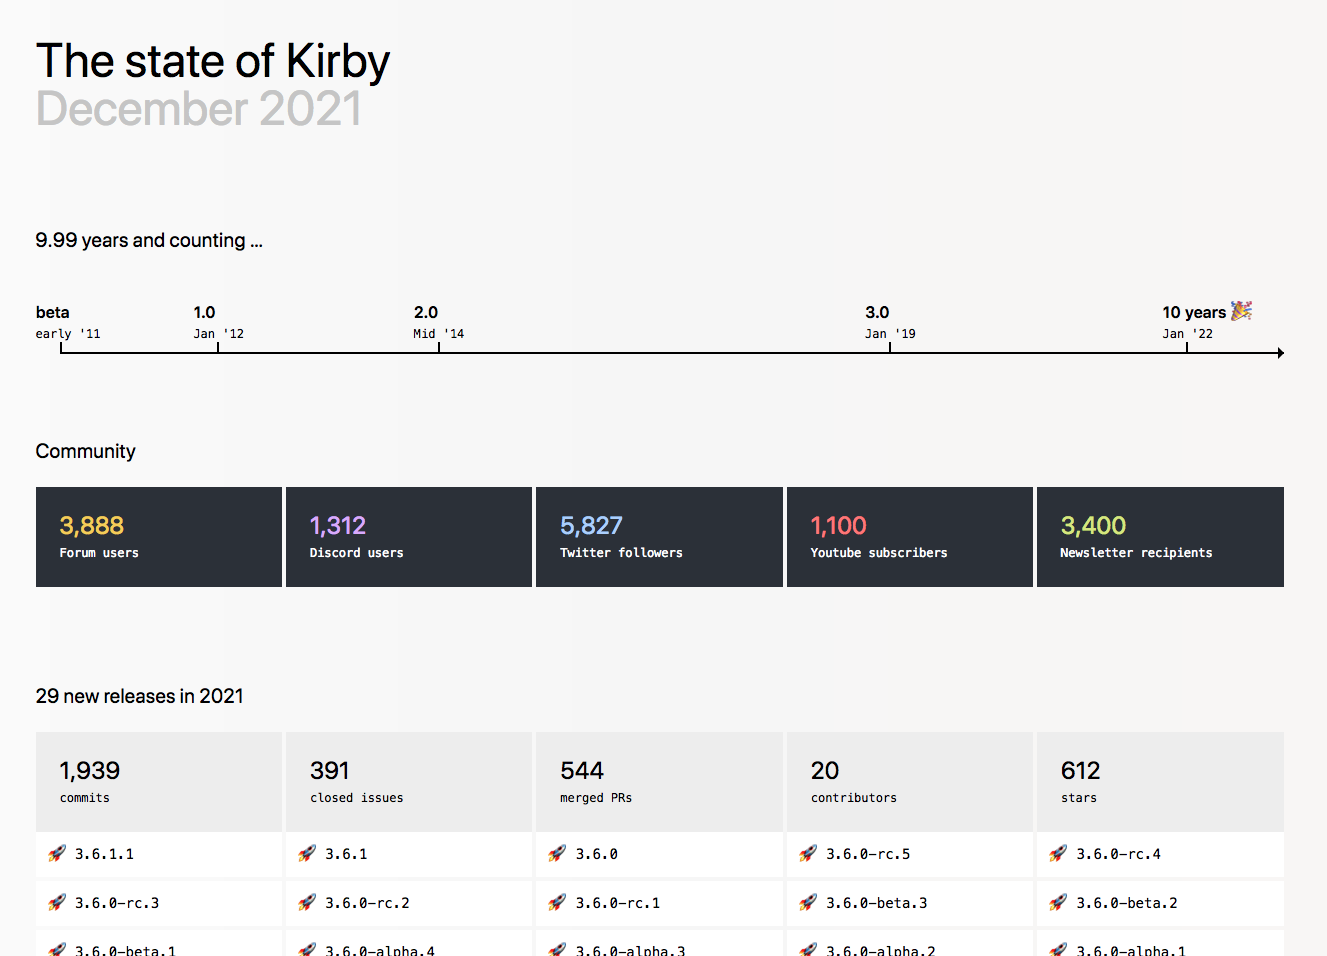 The state of Kirby
December 2021
9.99 years and counting ...
beta
early '11
1.0
Jan '12
2.0
Mid '14
3.0
Jan '19
10 years 🎉
Jan '22
Community
3,888
Forum users
1,312
Discord users
5,827
Twitter followers
1,100
Youtube subscribers
3,400
Newsletter recipients
29 new releases in 2021
1,939
commits
391
closed issues
544
merged PRs
20
contributors
612
stars
🚀 3.6.1.1
🚀 3.6.1
🚀 3.6.0
🚀 3.6.0-rc.5
🚀 3.6.0-rc.4
🚀 3.6.0-rc.3
🚀 3.6.0-rc.2
🚀 3.6.0-rc.1
🚀 3.6.0-beta.3
🚀 3.6.0-beta.2
🚀 3.6.0-beta.1
🚀 3.6.0-alpha.4
🚀 3.6.0-alpha.3
🚀 3.6.0-alpha.2
🚀 3.6.0-alpha.1